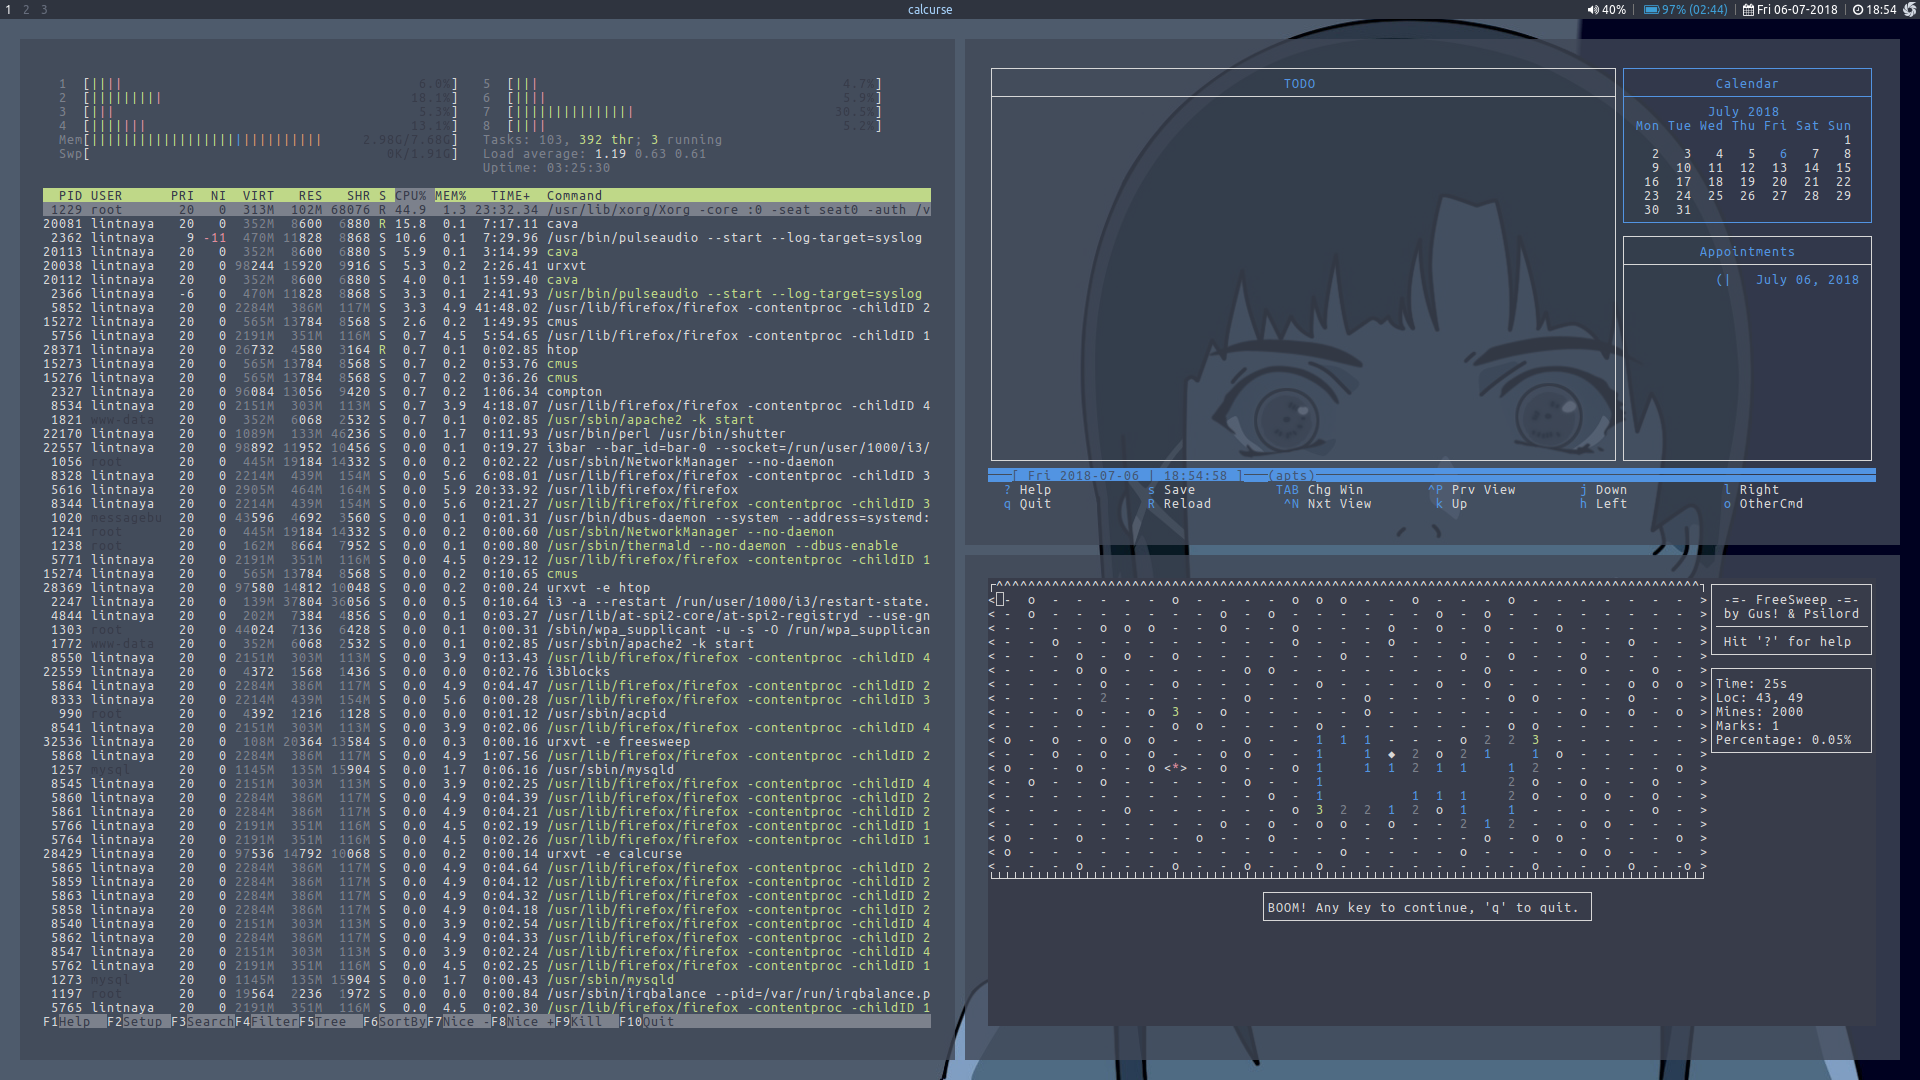 1 2 3
calcurse
40% | 97% (02:44) | Fri 06-07-2018 | 18:54
1 [|||| 6.0%]
2 [||||||||| 18.1%]
3 [||| 5.3%]
4 [||||||| 13.1%]
Mem[||||||||||||||||||||||||||||| 2.98G/7.68G]
Swp[ 0K/1.91G]
5 [||| 4.7%]
6 [|||| 5.9%]
7 [||||||||||||||| 30.5%]
8 [|||| 5.2%]
Tasks: 103, 392 thr; 3 running
Load average: 1.19 0.63 0.61
Uptime: 03:25:30
PID USER PRI NI VIRT RES SHR S CPU% MEM% TIME+ Command
1229 root 20 0 313M 102M 68076 R 44.9 1.3 23:32.34 /usr/lib/xorg/Xorg -core :0 -seat seat0 -auth /v
20081 lintnaya 20 0 352M 8600 6880 R 15.8 0.1 7:17.11 cava
2362 lintnaya 9 -11 470M 11828 8868 S 10.6 0.1 7:29.96 /usr/bin/pulseaudio --start --log-target=syslog
20113 lintnaya 20 0 352M 8600 6880 S 5.9 0.1 3:14.99 cava
20038 lintnaya 20 0 98244 15920 9916 S 5.3 0.2 2:26.41 urxvt
20112 lintnaya 20 0 352M 8600 6880 S 4.0 0.1 1:59.40 cava
2366 lintnaya -6 0 470M 11828 8868 S 3.3 0.1 2:41.93 /usr/bin/pulseaudio --start --log-target=syslog
5852 lintnaya 20 0 2284M 386M 117M S 3.3 4.9 41:48.02 /usr/lib/firefox/firefox -contentproc -childID 2
15272 lintnaya 20 0 565M 13784 8568 S 2.6 0.2 1:49.95 cmus
5756 lintnaya 20 0 2191M 351M 116M S 0.7 4.5 5:54.65 /usr/lib/firefox/firefox -contentproc -childID 1
28371 lintnaya 20 0 26732 4580 3164 R 0.7 0.1 0:02.85 htop
15273 lintnaya 20 0 565M 13784 8568 S 0.7 0.2 0:53.76 cmus
15276 lintnaya 20 0 565M 13784 8568 S 0.7 0.2 0:36.26 cmus
2327 lintnaya 20 0 96084 13056 9420 S 0.7 0.2 1:06.34 compton
8534 lintnaya 20 0 2151M 303M 113M S 0.7 3.9 4:18.07 /usr/lib/firefox/firefox -contentproc -childID 4
1821 www-data 20 0 352M 6068 2532 S 0.7 0.1 0:02.85 /usr/sbin/apache2 -k start
22170 lintnaya 20 0 1089M 133M 46236 S 0.0 1.7 0:11.93 /usr/bin/perl /usr/bin/shutter
22557 lintnaya 20 0 98892 11952 10456 S 0.0 0.1 0:19.27 i3bar --bar_id=bar-0 --socket=/run/user/1000/i3/
1056 root 20 0 445M 19184 14332 S 0.0 0.2 0:02.22 /usr/sbin/NetworkManager --no-daemon
8328 lintnaya 20 0 2214M 439M 154M S 0.0 5.6 6:08.01 /usr/lib/firefox/firefox -contentproc -childID 3
5616 lintnaya 20 0 2905M 464M 164M S 0.0 5.9 20:33.92 /usr/lib/firefox/firefox
8344 lintnaya 20 0 2214M 439M 154M S 0.0 5.6 0:21.27 /usr/lib/firefox/firefox -contentproc -childID 3
1020 messagebu 20 0 43596 4692 3560 S 0.0 0.1 0:01.31 /usr/bin/dbus-daemon --system --address=systemd:
1241 root 20 0 445M 19184 14332 S 0.0 0.2 0:00.60 /usr/sbin/NetworkManager --no-daemon
1238 root 20 0 162M 8664 7952 S 0.0 0.1 0:00.80 /usr/sbin/thermald --no-daemon --dbus-enable
5771 lintnaya 20 0 2191M 351M 116M S 0.0 4.5 0:29.12 /usr/lib/firefox/firefox -contentproc -childID 1
15274 lintnaya 20 0 565M 13784 8568 S 0.0 0.2 0:10.65 cmus
28369 lintnaya 20 0 97580 14812 10048 S 0.0 0.2 0:00.24 urxvt -e htop
2247 lintnaya 20 0 139M 37804 36056 S 0.0 0.5 0:10.64 i3 -a --restart /run/user/1000/i3/restart-state.
4844 lintnaya 20 0 202M 7384 4856 S 0.0 0.1 0:03.27 /usr/lib/at-spi2-core/at-spi2-registryd --use-gn
1303 root 20 0 44024 7136 6428 S 0.0 0.1 0:00.31 /sbin/wpa_supplicant -u -s -O /run/wpa_supplican
1772 www-data 20 0 352M 6068 2532 S 0.0 0.1 0:02.85 /usr/sbin/apache2 -k start
8550 lintnaya 20 0 2151M 303M 113M S 0.0 3.9 0:13.43 /usr/lib/firefox/firefox -contentproc -childID 4
22559 lintnaya 20 0 4372 1568 1436 S 0.0 0.0 0:02.76 i3blocks
5864 lintnaya 20 0 2284M 386M 117M S 0.0 4.9 0:04.47 /usr/lib/firefox/firefox -contentproc -childID 2
8333 lintnaya 20 0 2214M 439M 154M S 0.0 5.6 0:00.28 /usr/lib/firefox/firefox -contentproc -childID 3
990 root 20 0 4392 1216 1128 S 0.0 0.0 0:01.12 /usr/sbin/acpid
8541 lintnaya 20 0 2151M 303M 113M S 0.0 3.9 0:02.06 /usr/lib/firefox/firefox -contentproc -childID 4
32536 lintnaya 20 0 108M 20364 13584 S 0.0 0.3 0:00.16 urxvt -e freesweep
5868 lintnaya 20 0 2284M 386M 117M S 0.0 4.9 1:07.56 /usr/lib/firefox/firefox -contentproc -childID 2
1257 mysql 20 0 1145M 135M 15904 S 0.0 1.7 0:06.16 /usr/sbin/mysqld
8545 lintnaya 20 0 2151M 303M 113M S 0.0 3.9 0:02.25 /usr/lib/firefox/firefox -contentproc -childID 4
5860 lintnaya 20 0 2284M 386M 117M S 0.0 4.9 0:04.39 /usr/lib/firefox/firefox -contentproc -childID 2
5861 lintnaya 20 0 2284M 386M 117M S 0.0 4.9 0:04.21 /usr/lib/firefox/firefox -contentproc -childID 2
5766 lintnaya 20 0 2191M 351M 116M S 0.0 4.5 0:02.19 /usr/lib/firefox/firefox -contentproc -childID 1
5764 lintnaya 20 0 2191M 351M 116M S 0.0 4.5 0:02.26 /usr/lib/firefox/firefox -contentproc -childID 1
28429 lintnaya 20 0 97536 14792 10068 S 0.0 0.2 0:00.14 urxvt -e calcurse
5865 lintnaya 20 0 2284M 386M 117M S 0.0 4.9 0:04.64 /usr/lib/firefox/firefox -contentproc -childID 2
5859 lintnaya 20 0 2284M 386M 117M S 0.0 4.9 0:04.12 /usr/lib/firefox/firefox -contentproc -childID 2
5863 lintnaya 20 0 2284M 386M 117M S 0.0 4.9 0:04.32 /usr/lib/firefox/firefox -contentproc -childID 2
5858 lintnaya 20 0 2284M 386M 117M S 0.0 4.9 0:04.18 /usr/lib/firefox/firefox -contentproc -childID 2
8540 lintnaya 20 0 2151M 303M 113M S 0.0 3.9 0:02.54 /usr/lib/firefox/firefox -contentproc -childID 4
5862 lintnaya 20 0 2284M 386M 117M S 0.0 4.9 0:04.33 /usr/lib/firefox/firefox -contentproc -childID 2
8547 lintnaya 20 0 2151M 303M 113M S 0.0 3.9 0:02.24 /usr/lib/firefox/firefox -contentproc -childID 4
5762 lintnaya 20 0 2191M 351M 116M S 0.0 4.5 0:02.25 /usr/lib/firefox/firefox -contentproc -childID 1
1273 mysql 20 0 1145M 135M 15904 S 0.0 1.7 0:00.43 /usr/sbin/mysqld
1197 root 20 0 19564 2236 1972 S 0.0 0.0 0:00.84 /usr/sbin/irqbalance --pid=/var/run/irqbalance.p
5765 lintnaya 20 0 2191M 351M 116M S 0.0 4.5 0:02.30 /usr/lib/firefox/firefox -contentproc -childID 1
F1Help F2Setup F3SearchF4FilterF5Tree F6SortByF7Nice -F8Nice +F9Kill F10Quit
TODO
Calendar
July 2018
Mon Tue Wed Thu Fri Sat Sun
1
2 3 4 5 6 7 8
9 10 11 12 13 14 15
16 17 18 19 20 21 22
23 24 25 26 27 28 29
30 31
Appointments
(| July 06, 2018
[ Fri 2018-07-06 | 18:54:58 ] (apts)
? Help s Save TAB Chg Win ^P Prv View j Down l Right
q Quit R Reload ^N Nxt View k Up h Left o OtherCmd
-=- FreeSweep -=-
by Gus! & Psilord
Hit '?' for help
Time: 25s
Loc: 43, 49
Mines: 2000
Marks: 1
Percentage: 0.05%
BOOM! Any key to continue, 'q' to quit.